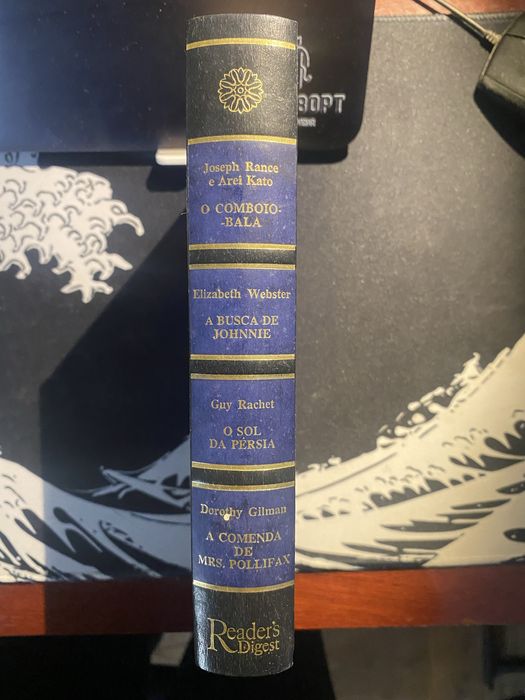 Joseph Rance
e Arei Kato
O COMBOIO-
-BALA
Elizabeth Webster
A BUSCA DE
JOHNNIE
Guy Rachet
O SOL
DA PÉRSIA
Dorothy Gilman
A COMENDA
DE
MRS. POLLIFAX
Reader's
Digest